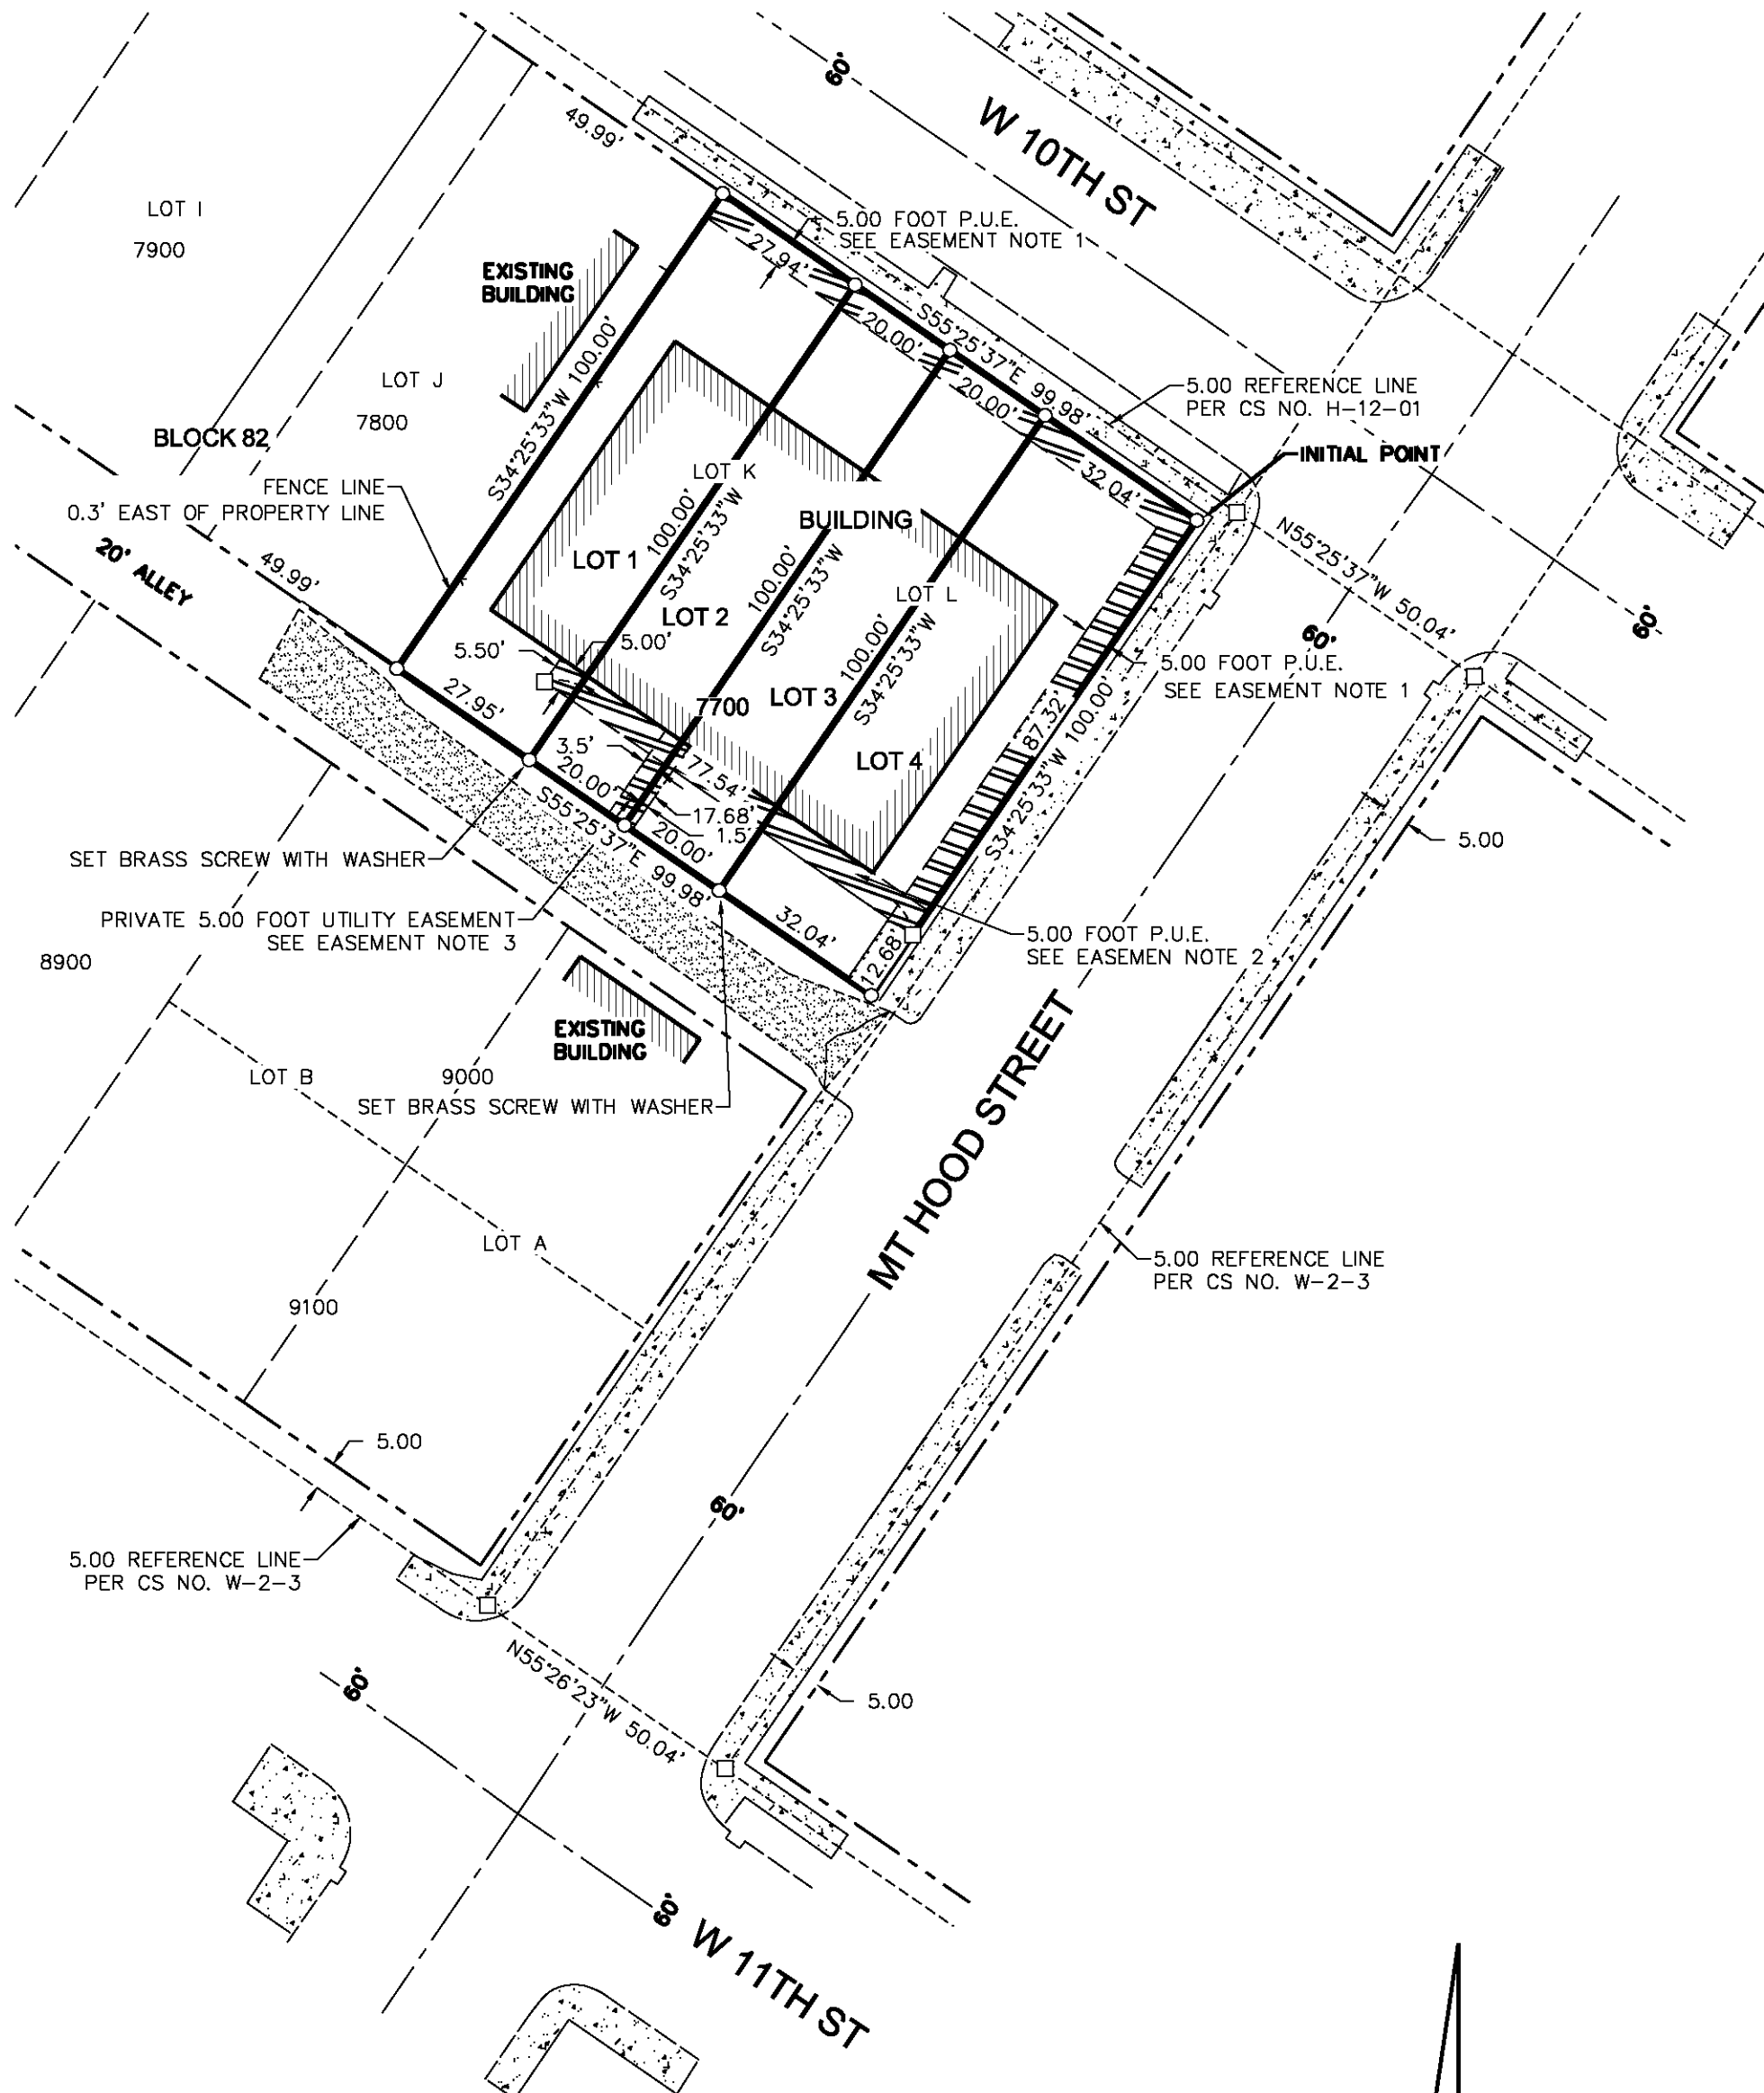 60'
W 10TH ST
49.99'
LOT I
7900
5.00 FOOT P.U.E.
SEE EASEMENT NOTE 1
EXISTING
BUILDING
27.94'
20.00'
S55°25'37"E 99.98'
20.00'
5.00 REFERENCE LINE
PER CS NO. H-12-01
LOT J
7800
S34°25'33"W 100.00'
BLOCK 82
FENCE LINE
0.3' EAST OF PROPERTY LINE
LOT K
32.04'
INITIAL POINT
BUILDING
N55°25'37"W 50.04'
20' ALLEY
49.99'
LOT 1
100.00'
S34°25'33"W
100.00'
S34°25'33"W
LOT L
LOT 2
60'
60'
5.50'
5.00'
100.00'
S34°25'33"W
5.00 FOOT P.U.E.
SEE EASEMENT NOTE 1
27.95'
7700
LOT 3
87.32'
S34°25'33"W 100.00'
3.5'
77.54'
LOT 4
20.00'
17.68'
1.5'
S55°25'37"E 99.98'
20.00'
SET BRASS SCREW WITH WASHER
5.00
PRIVATE 5.00 FOOT UTILITY EASEMENT
SEE EASEMENT NOTE 3
32.04'
12.68'
5.00 FOOT P.U.E.
SEE EASEMEN NOTE 2
8900
EXISTING
BUILDING
LOT B
9000
SET BRASS SCREW WITH WASHER
MT HOOD STREET
LOT A
5.00 REFERENCE LINE
PER CS NO. W-2-3
9100
5.00
60'
5.00 REFERENCE LINE
PER CS NO. W-2-3
N55°26'23"W 50.04'
60'
5.00
60'
W 11TH ST